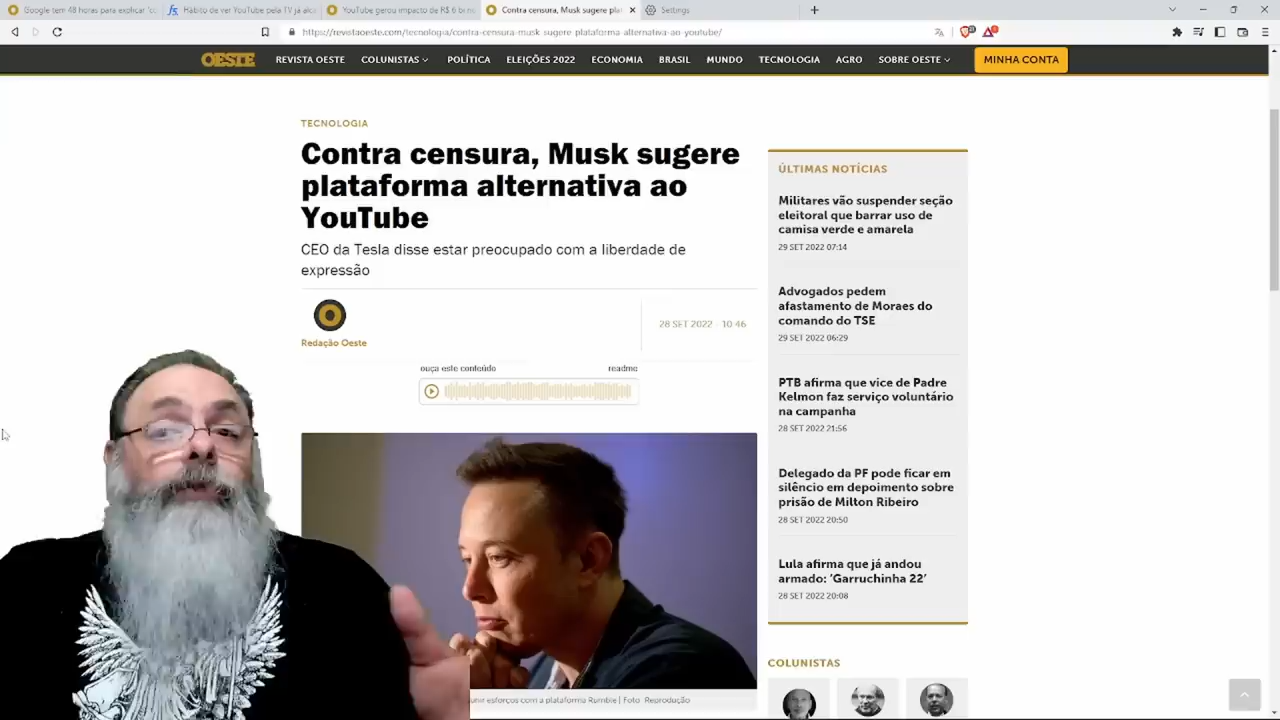 Google tem 48 horas para explicar
Hábito de ver YouTube pela TV já
YouTube gerou impacto de R$ 6 bi
Contra censura, Musk sugere
Settings
https://revistaoeste.com/tecnologia/contra-censura-musk-sugere-plataforma-alternativa-ao-youtube/
OESTE
REVISTA OESTE
COLUNISTAS
POLÍTICA
ELEIÇÕES 2022
ECONOMIA
BRASIL
MUNDO
TECNOLOGIA
AGRO
SOBRE OESTE
MINHA CONTA
TECNOLOGIA
Contra censura, Musk sugere
plataforma alternativa ao
YouTube
CEO da Tesla disse estar preocupado com a liberdade de
expressão
Redação Oeste
28 SET 2022 - 10:46
ouça este conteúdo
readme
unir esforços com a plataforma Rumble | Foto: Reprodução
ÚLTIMAS NOTÍCIAS
Militares vão suspender seção
eleitoral que barrar uso de
camisa verde e amarela
29 SET 2022 07:14
Advogados pedem
afastamento de Moraes do
comando do TSE
29 SET 2022 06:29
PTB afirma que vice de Padre
Kelmon faz serviço voluntário
na campanha
28 SET 2022 21:56
Delegado da PF pode ficar em
silêncio em depoimento sobre
prisão de Milton Ribeiro
28 SET 2022 20:50
Lula afirma que já andou
armado: ‘Garruchinha 22’
28 SET 2022 20:08
COLUNISTAS